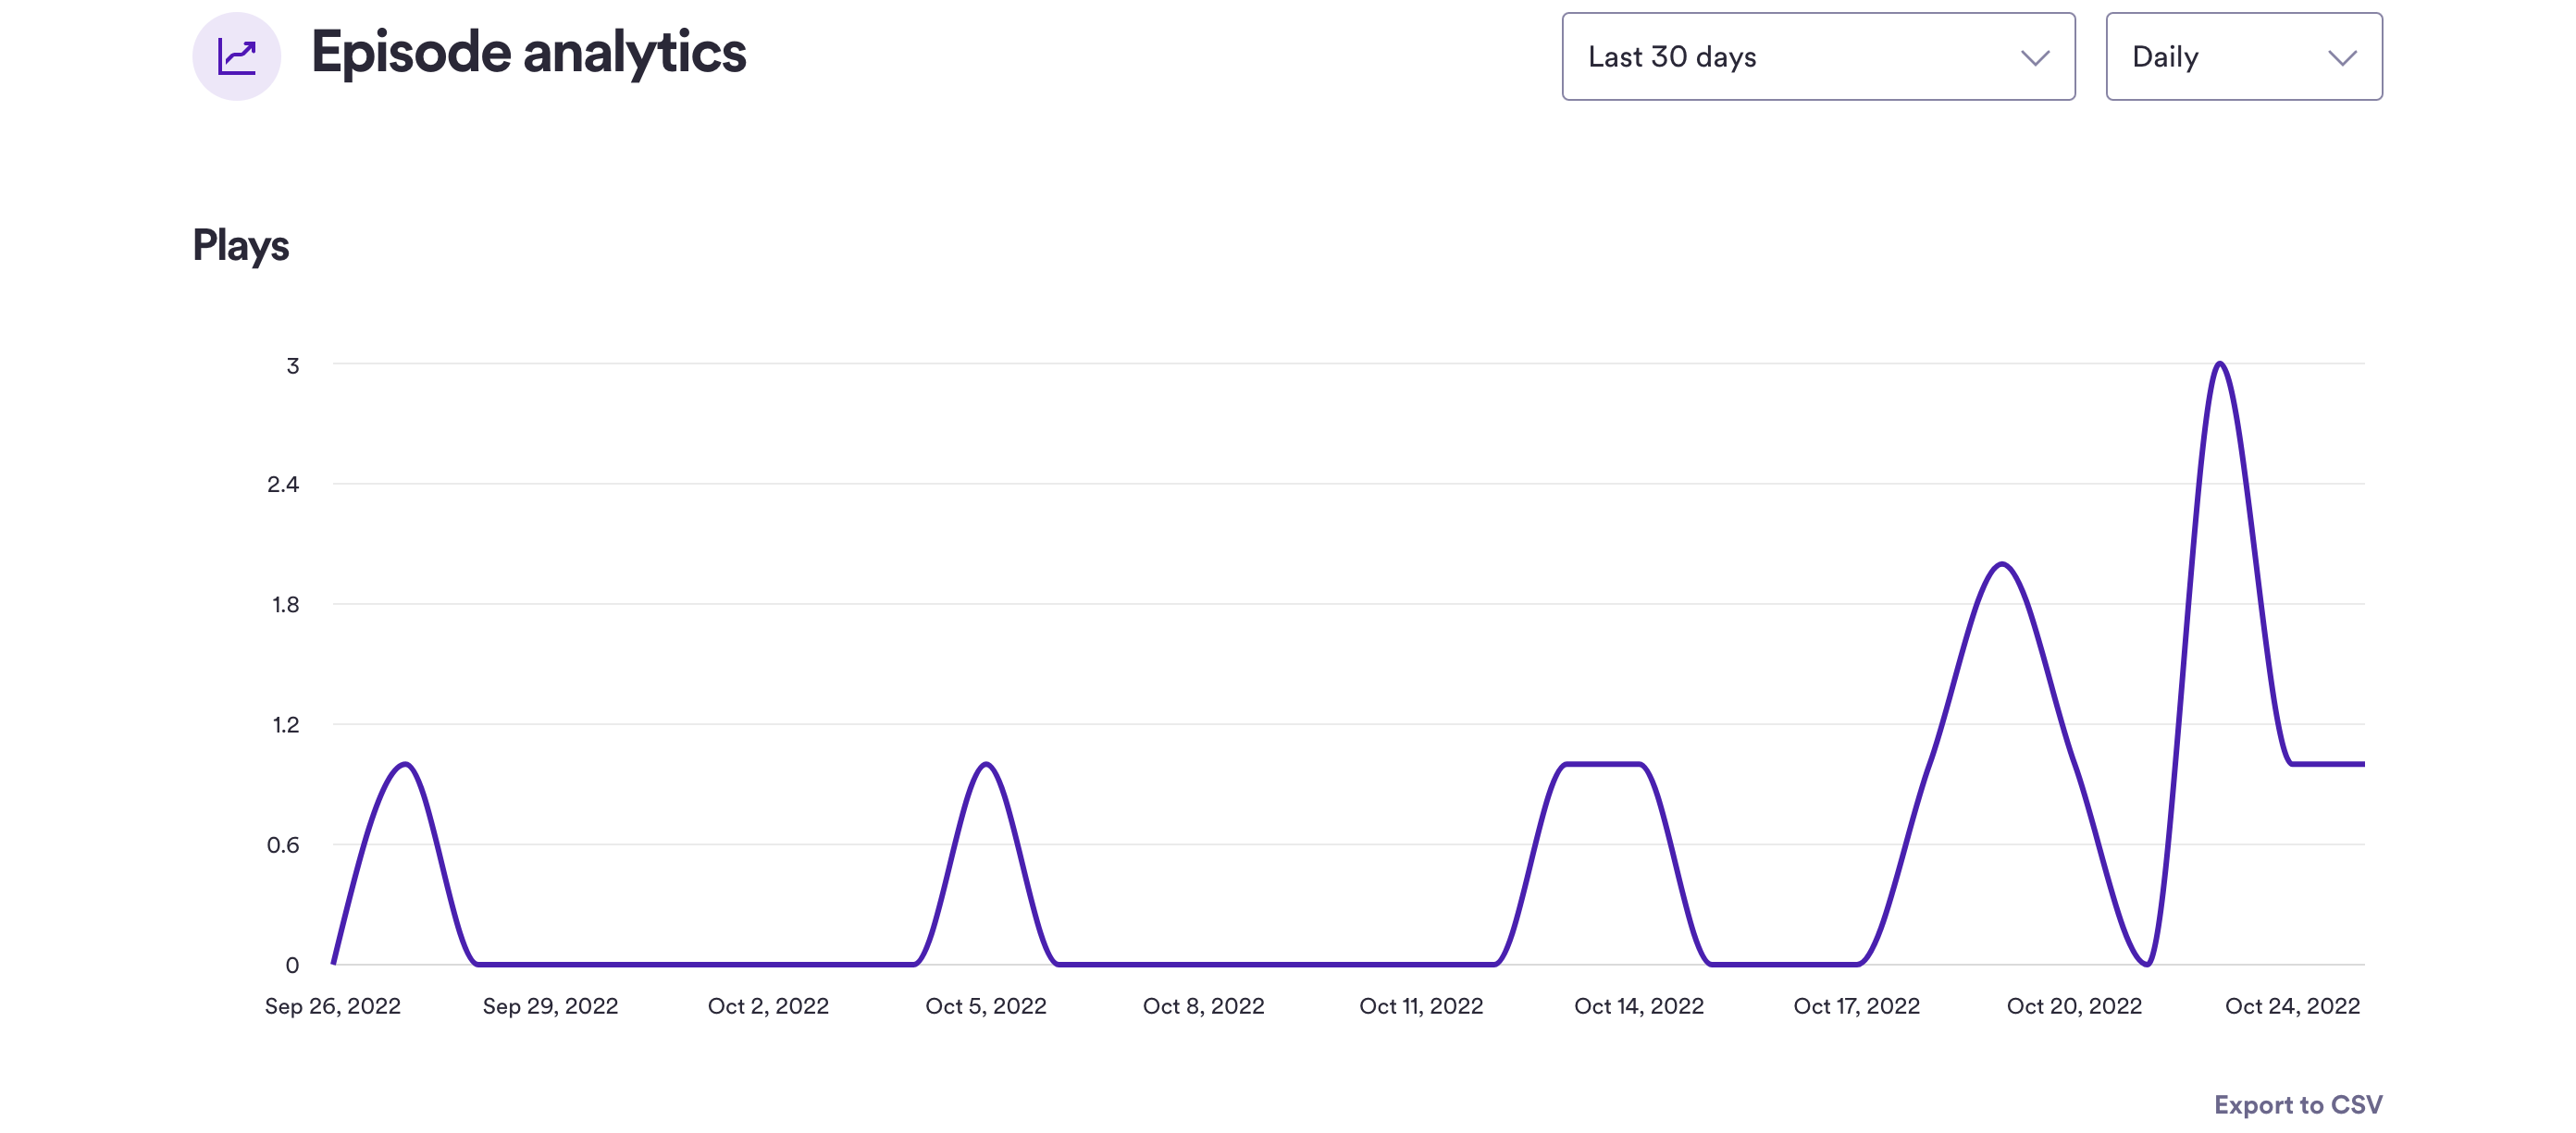 Episode analytics
Last 30 days
Daily
Plays
3
2.4
1.8
1.2
0.6
0
Sep 26, 2022
Sep 29, 2022
Oct 2, 2022
Oct 5, 2022
Oct 8, 2022
Oct 11, 2022
Oct 14, 2022
Oct 17, 2022
Oct 20, 2022
Oct 24, 2022
Export to CSV